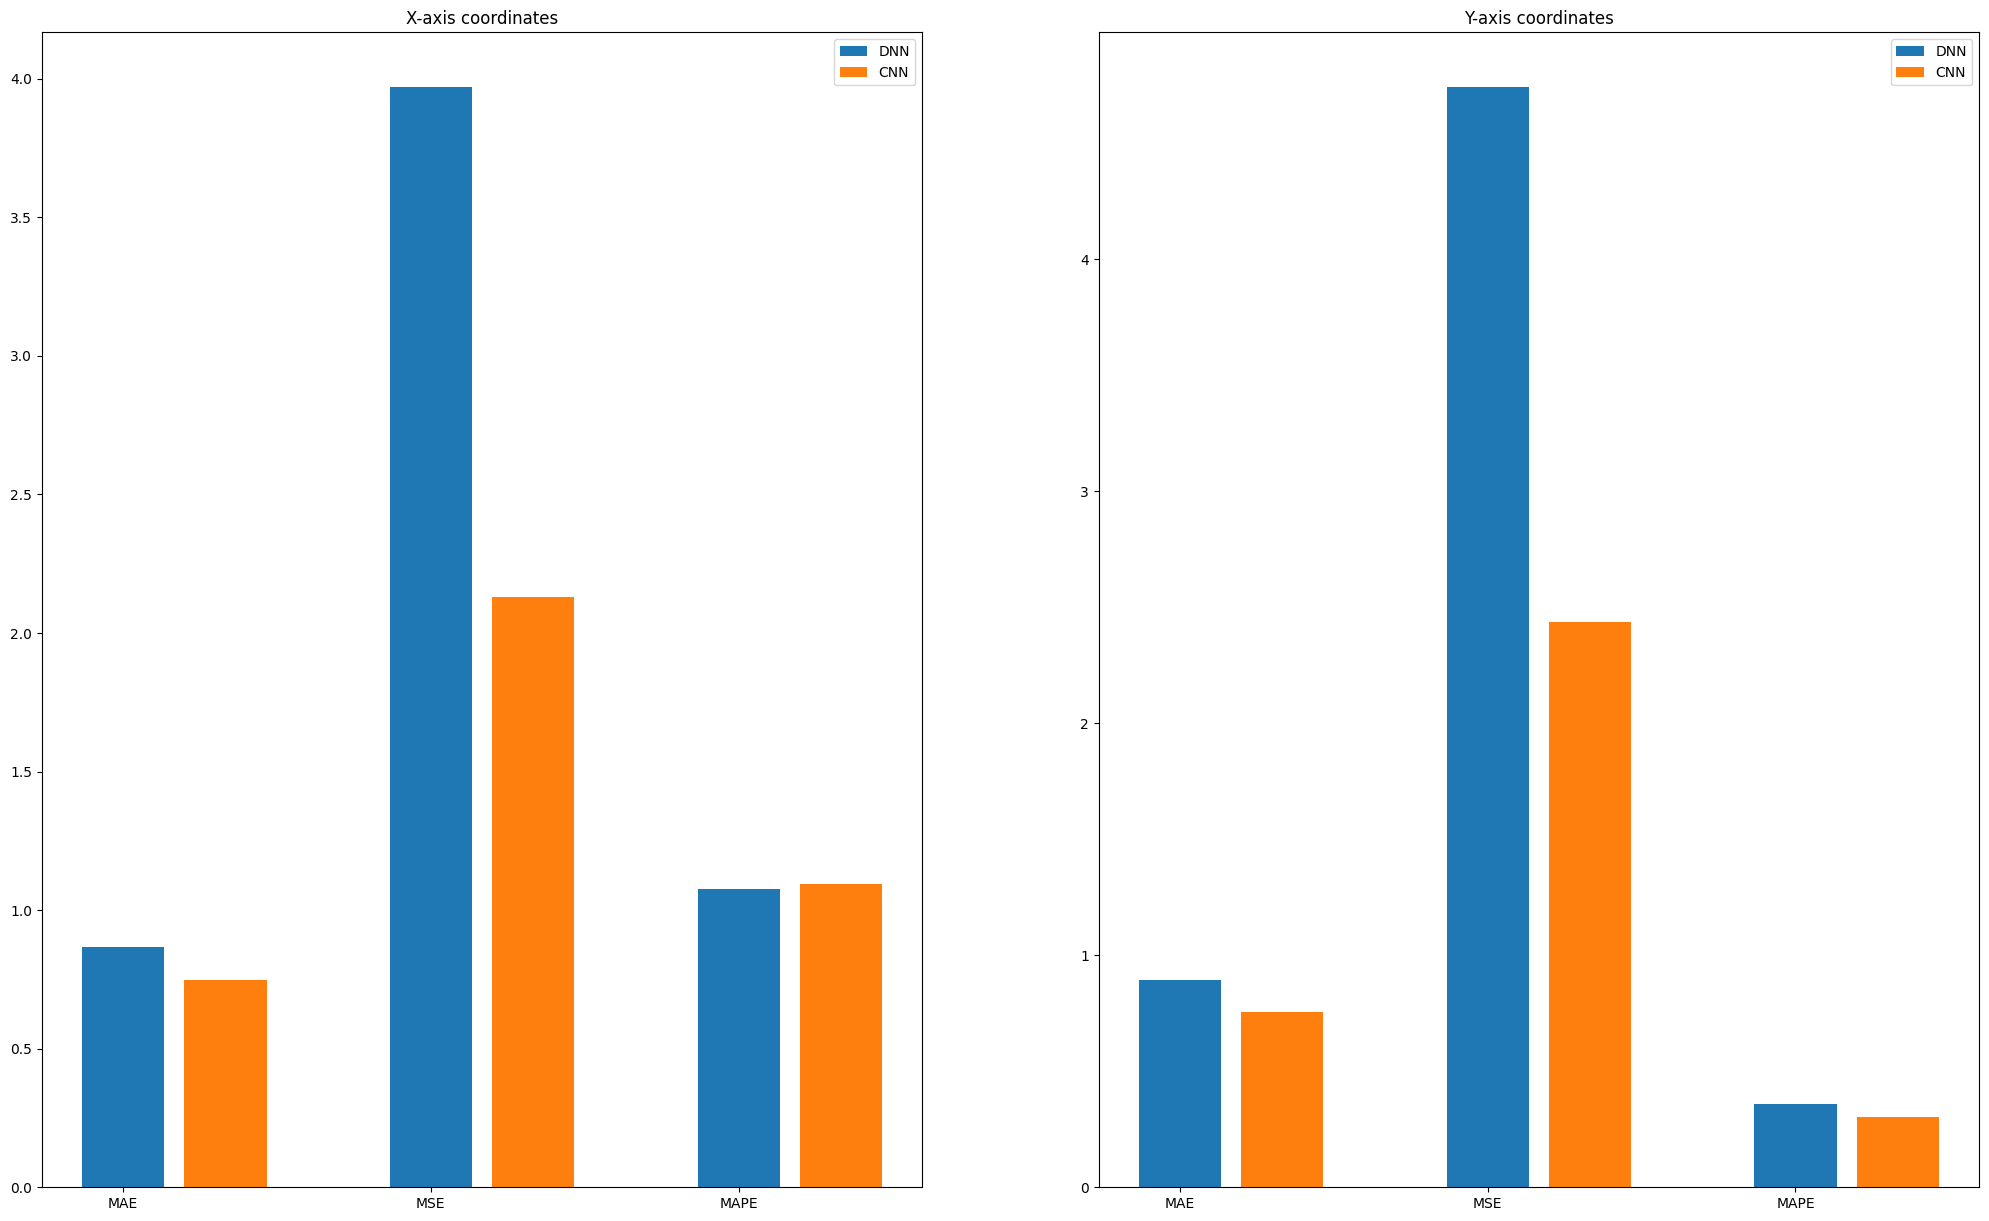 X-axis coordinates
DNN
CNN
4.0
3.5
3.0
2.5
2.0
1.5
1.0
0.5
0.0
MAE
MSE
MAPE
Y-axis coordinates
DNN
CNN
4
3
2
1
0
MAE
MSE
MAPE